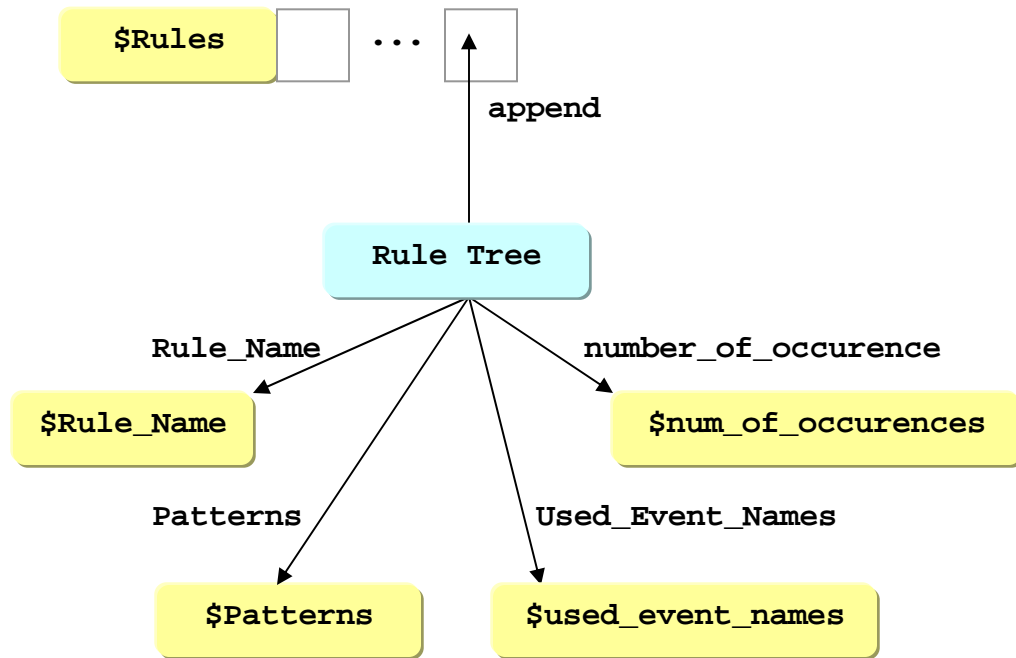 $Rules ...
append
Rule Tree
Rule_Name number_of_occurence
$Rule_Name $num_of_occurences
Patterns Used_Event_Names
$Patterns $used_event_names